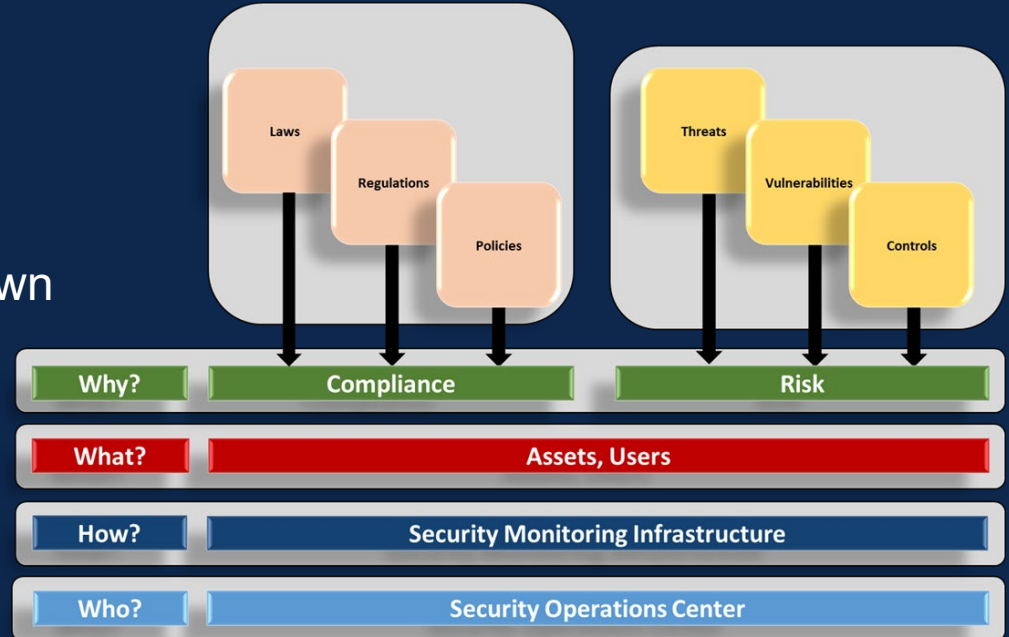 Laws
Regulations
Policies
Threats
Vulnerabilities
Controls
wn
Why?
Compliance
Risk
What?
Assets, Users
How?
Security Monitoring Infrastructure
Who?
Security Operations Center